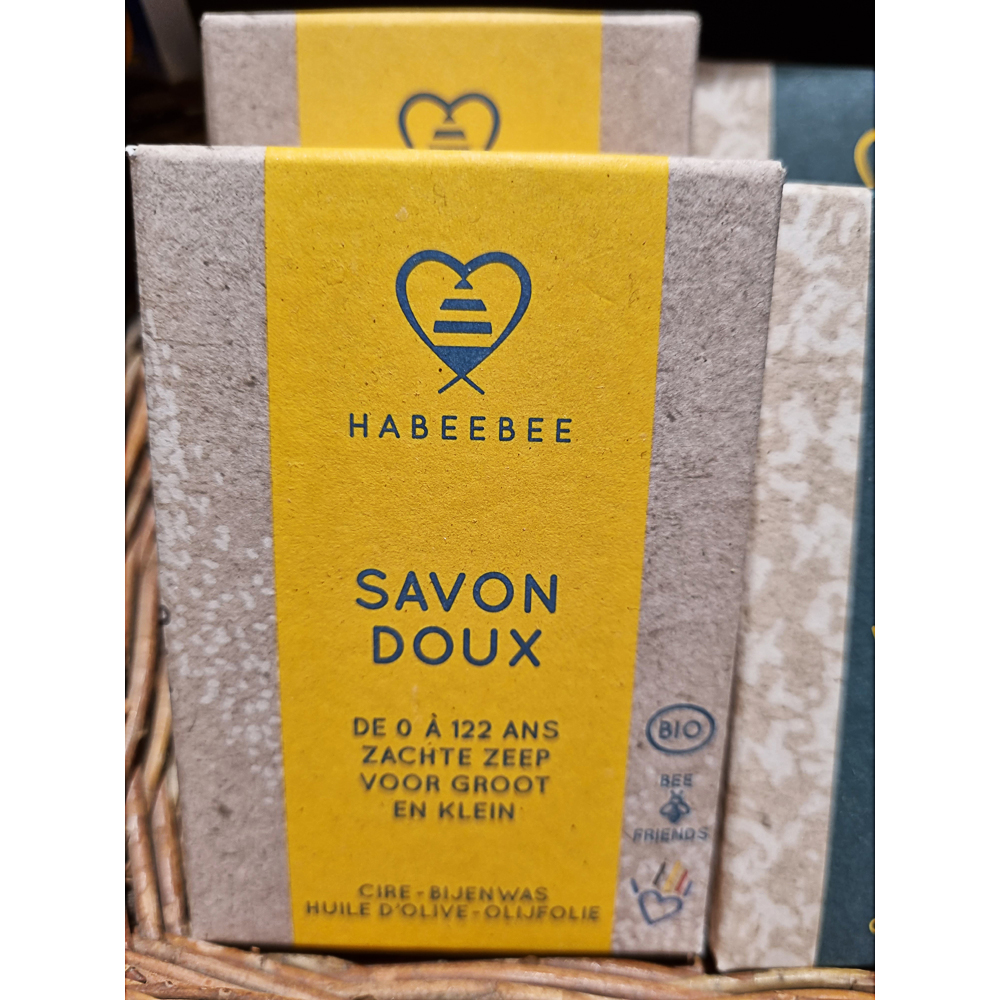 HABEEBEE
SAVON
DOUX
DE 0 À 122 ANS
ZACHTE ZEEP
VOOR GROOT
EN KLEIN
CIRE - BIJENWAS
HUILE D'OLIVE - OLIJFOLIE
BIO
BEE
FRIENDS